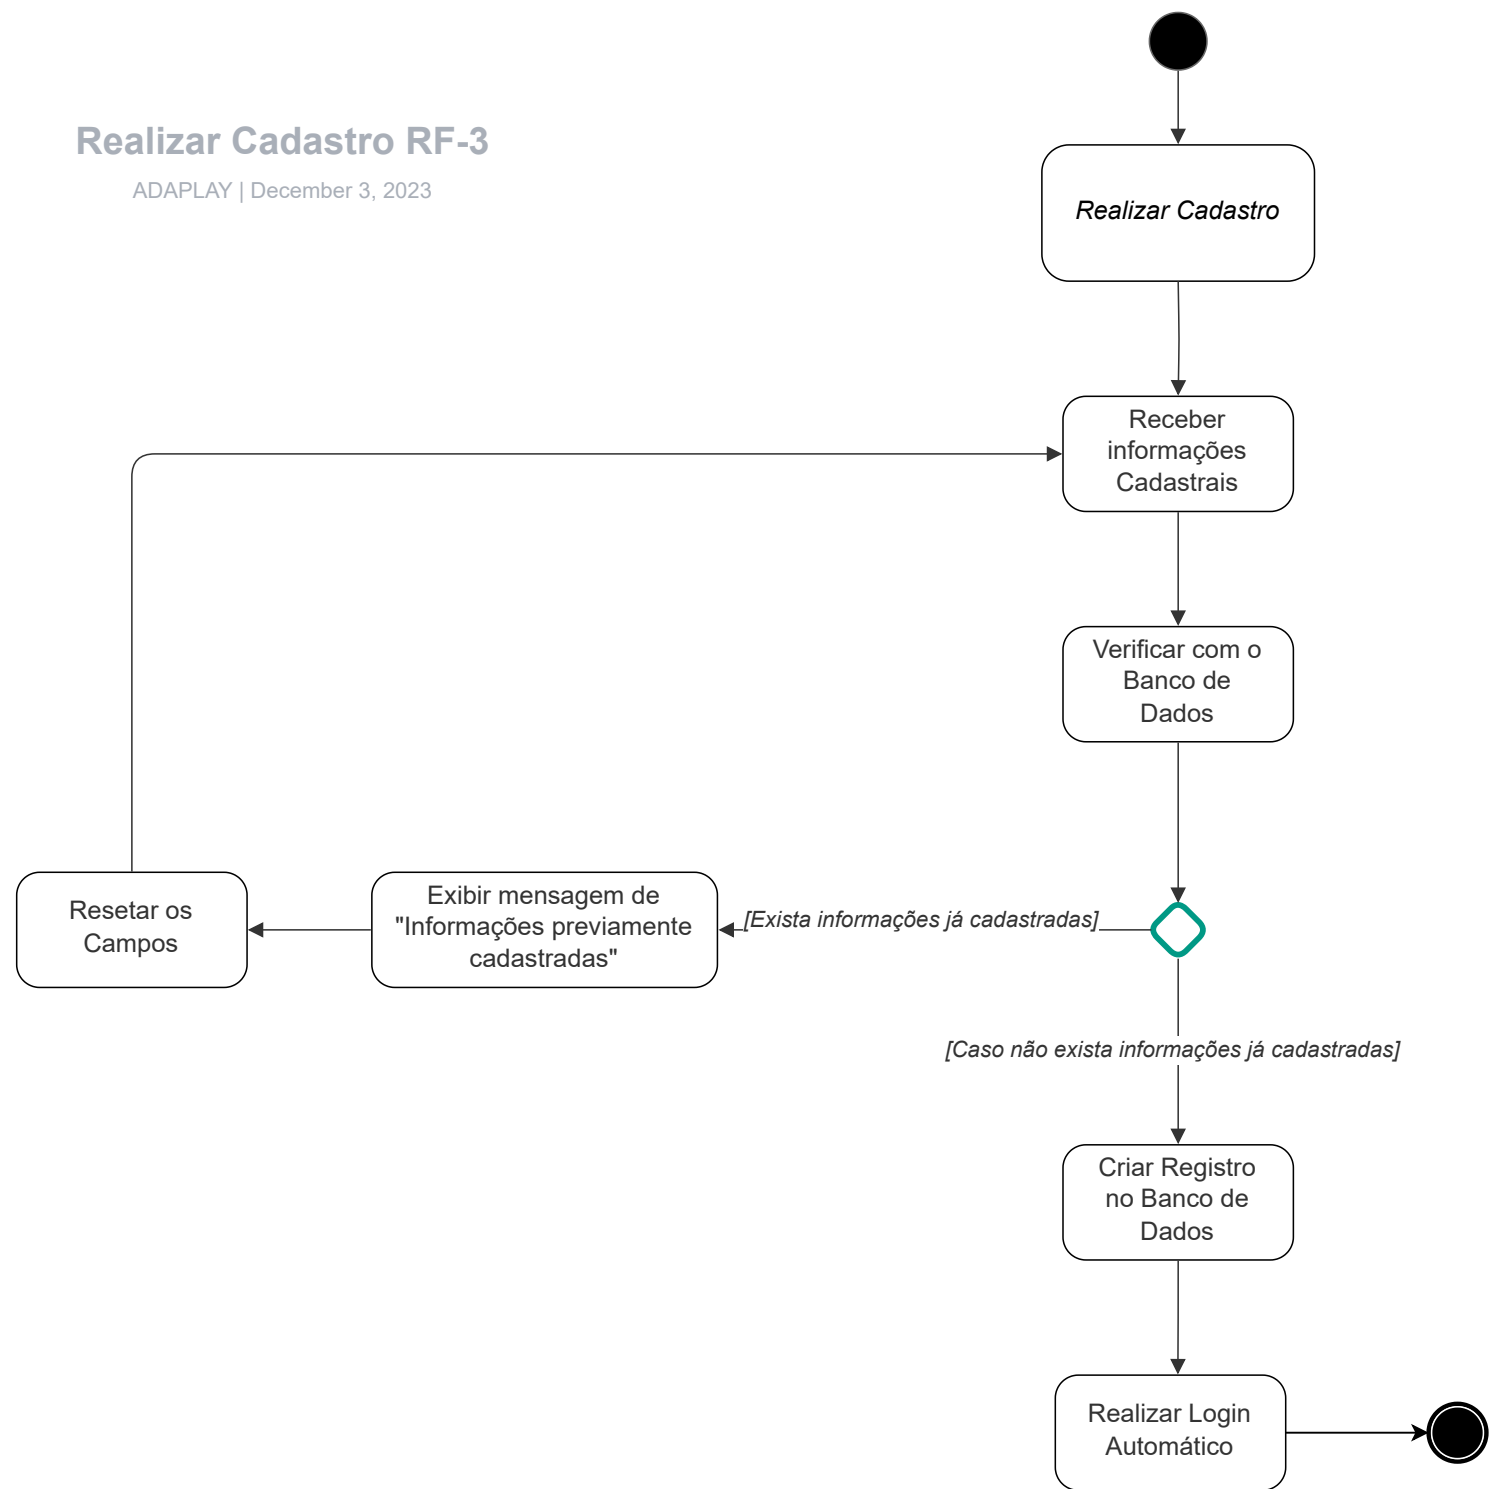 Realizar Cadastro RF-3
ADAPLAY | December 3, 2023
Realizar Cadastro
Receber
informações
Cadastrais
Verificar com o
Banco de
Dados
[Exista informações já cadastradas]
Exibir mensagem de
"Informações previamente
cadastradas"
Resetar os
Campos
[Caso não exista informações já cadastradas]
Criar Registro
no Banco de
Dados
Realizar Login
Automático